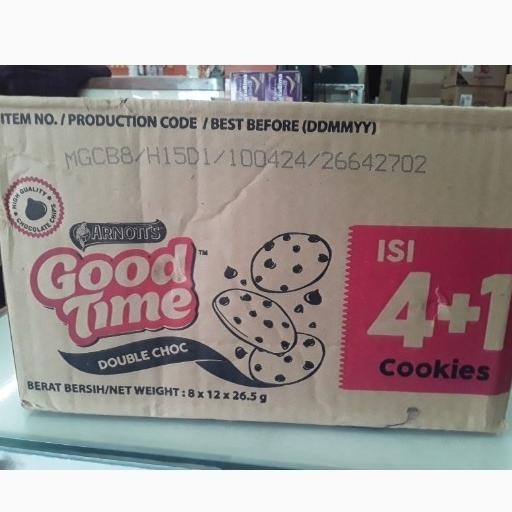 ITEM NO. / PRODUCTION CODE / BEST BEFORE (DDMMYY)
MGCB8/H15D1/100424/26642702
HIGH QUALITY
CHOCOLATE CHIPS
ARNOTT'S
Good Time™
DOUBLE CHOC
BERAT BERSIH/NET WEIGHT : 8 x 12 x 26.5 g
ISI
4+1
Cookies